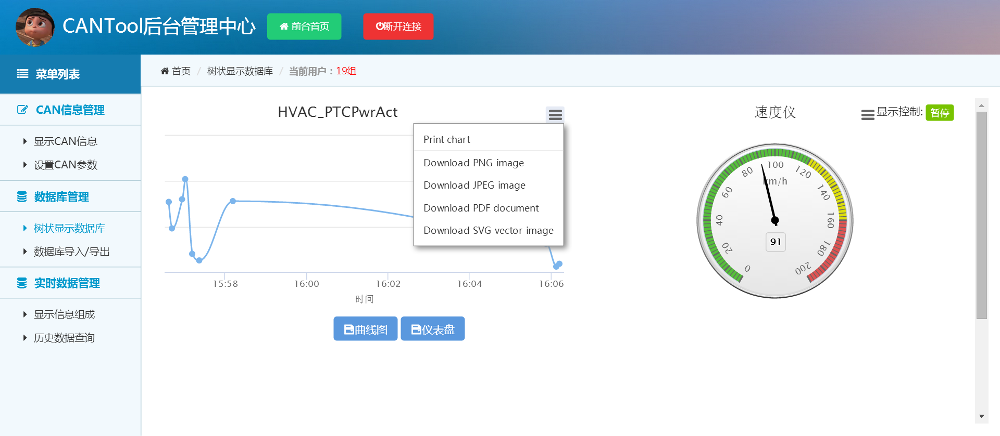 CANTool后台管理中心
前台首页
断开连接
菜单列表
首页 / 树状显示数据库 / 当前用户：19组
CAN信息管理
显示CAN信息
设置CAN参数
数据库管理
树状显示数据库
数据库导入/导出
实时数据管理
显示信息组成
历史数据查询
HVAC_PTCPwrAct
Print chart
Download PNG image
Download JPEG image
Download PDF document
Download SVG vector image
15:58
16:00
16:02
16:04
16:06
时间
曲线图
仪表盘
速度仪
显示控制: 暂停
0
20
40
60
80
100
120
140
160
180
200
km/h
91